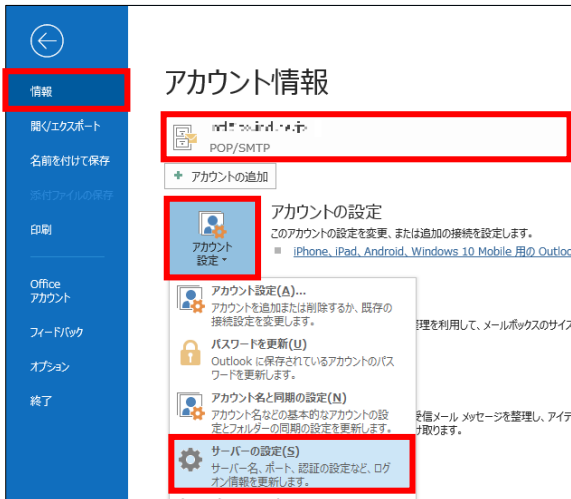 情報
開く/エクスポート
名前を付けて保存
添付ファイルの保存
印刷
Office
アカウント
フィードバック
オプション
終了
アカウント情報
POP/SMTP
アカウントの追加
アカウント
設定
アカウントの設定
このアカウントの設定を変更、または追加の接続を設定します。
iPhone、iPad、Android、Windows 10 Mobile 用の Outloo
アカウント設定(A)...
アカウントを追加または削除するか、既存の
接続設定を変更します。
パスワードを更新(U)
Outlook に保存されているアカウントのパス
ワードを更新します。
アカウント名と同期の設定(N)
アカウント名などの基本的なアカウントの設
定とフォルダーの同期の設定を更新します。
サーバーの設定(S)
サーバー名、ポート、認証の設定など、ログ
オン情報を更新します。
理を利用して、メールボックスのサイズ
受信メール メッセージを整理し、アイテ
け取ります。